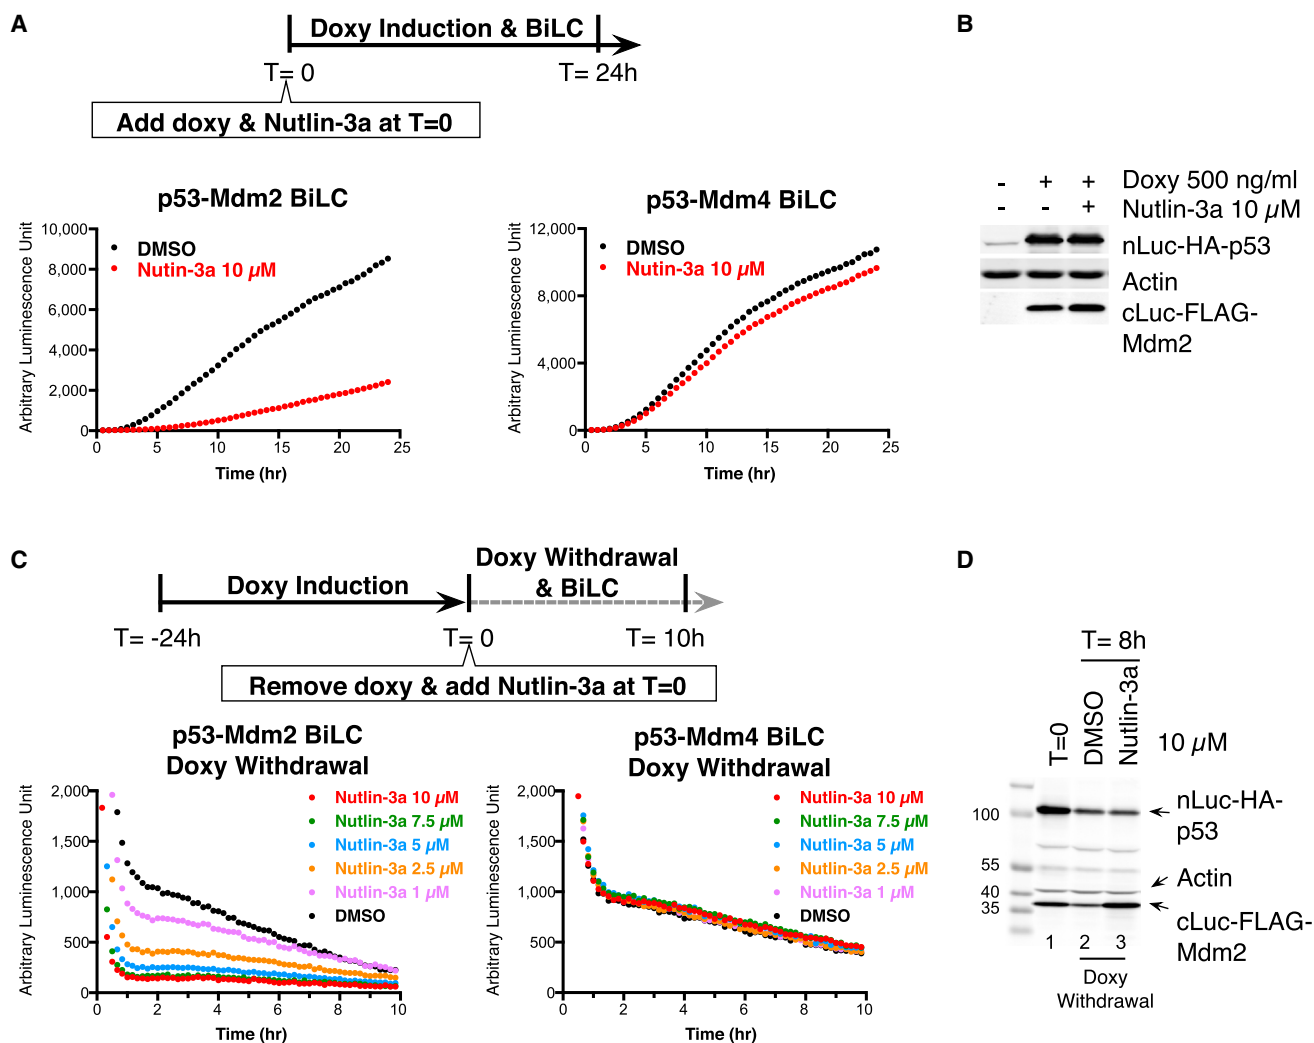 A
Doxy Induction & BiLC
T= 0
T= 24h
Add doxy & Nutlin-3a at T=0
p53-Mdm2 BiLC
Arbitrary Luminescence Unit
10,000
8,000
6,000
4,000
2,000
0
DMSO
Nutin-3a 10 µM
0 5 10 15 20 25
Time (hr)
p53-Mdm4 BiLC
Arbitrary Luminescence Unit
12,000
8,000
4,000
0
DMSO
Nutin-3a 10 µM
0 5 10 15 20 25
Time (hr)
B
- + + Doxy 500 ng/ml
- - + Nutlin-3a 10 µM
nLuc-HA-p53
Actin
cLuc-FLAG-
Mdm2
C
Doxy Induction
Doxy Withdrawal
& BiLC
T= -24h
T= 0
T= 10h
Remove doxy & add Nutlin-3a at T=0
p53-Mdm2 BiLC
Doxy Withdrawal
Arbitrary Luminescence Unit
2,000
1,500
1,000
500
0
Nutlin-3a 10 µM
Nutlin-3a 7.5 µM
Nutlin-3a 5 µM
Nutlin-3a 2.5 µM
Nutlin-3a 1 µM
DMSO
0 2 4 6 8 10
Time (hr)
p53-Mdm4 BiLC
Doxy Withdrawal
Arbitrary Luminescence Unit
2,000
1,500
1,000
500
0
Nutlin-3a 10 µM
Nutlin-3a 7.5 µM
Nutlin-3a 5 µM
Nutlin-3a 2.5 µM
Nutlin-3a 1 µM
DMSO
0 2 4 6 8 10
Time (hr)
D
T= 8h
T=0
DMSO
Nutlin-3a
10 µM
100
55
40
35
nLuc-HA-
p53
Actin
cLuc-FLAG-
Mdm2
1 2 3
Doxy
Withdrawal